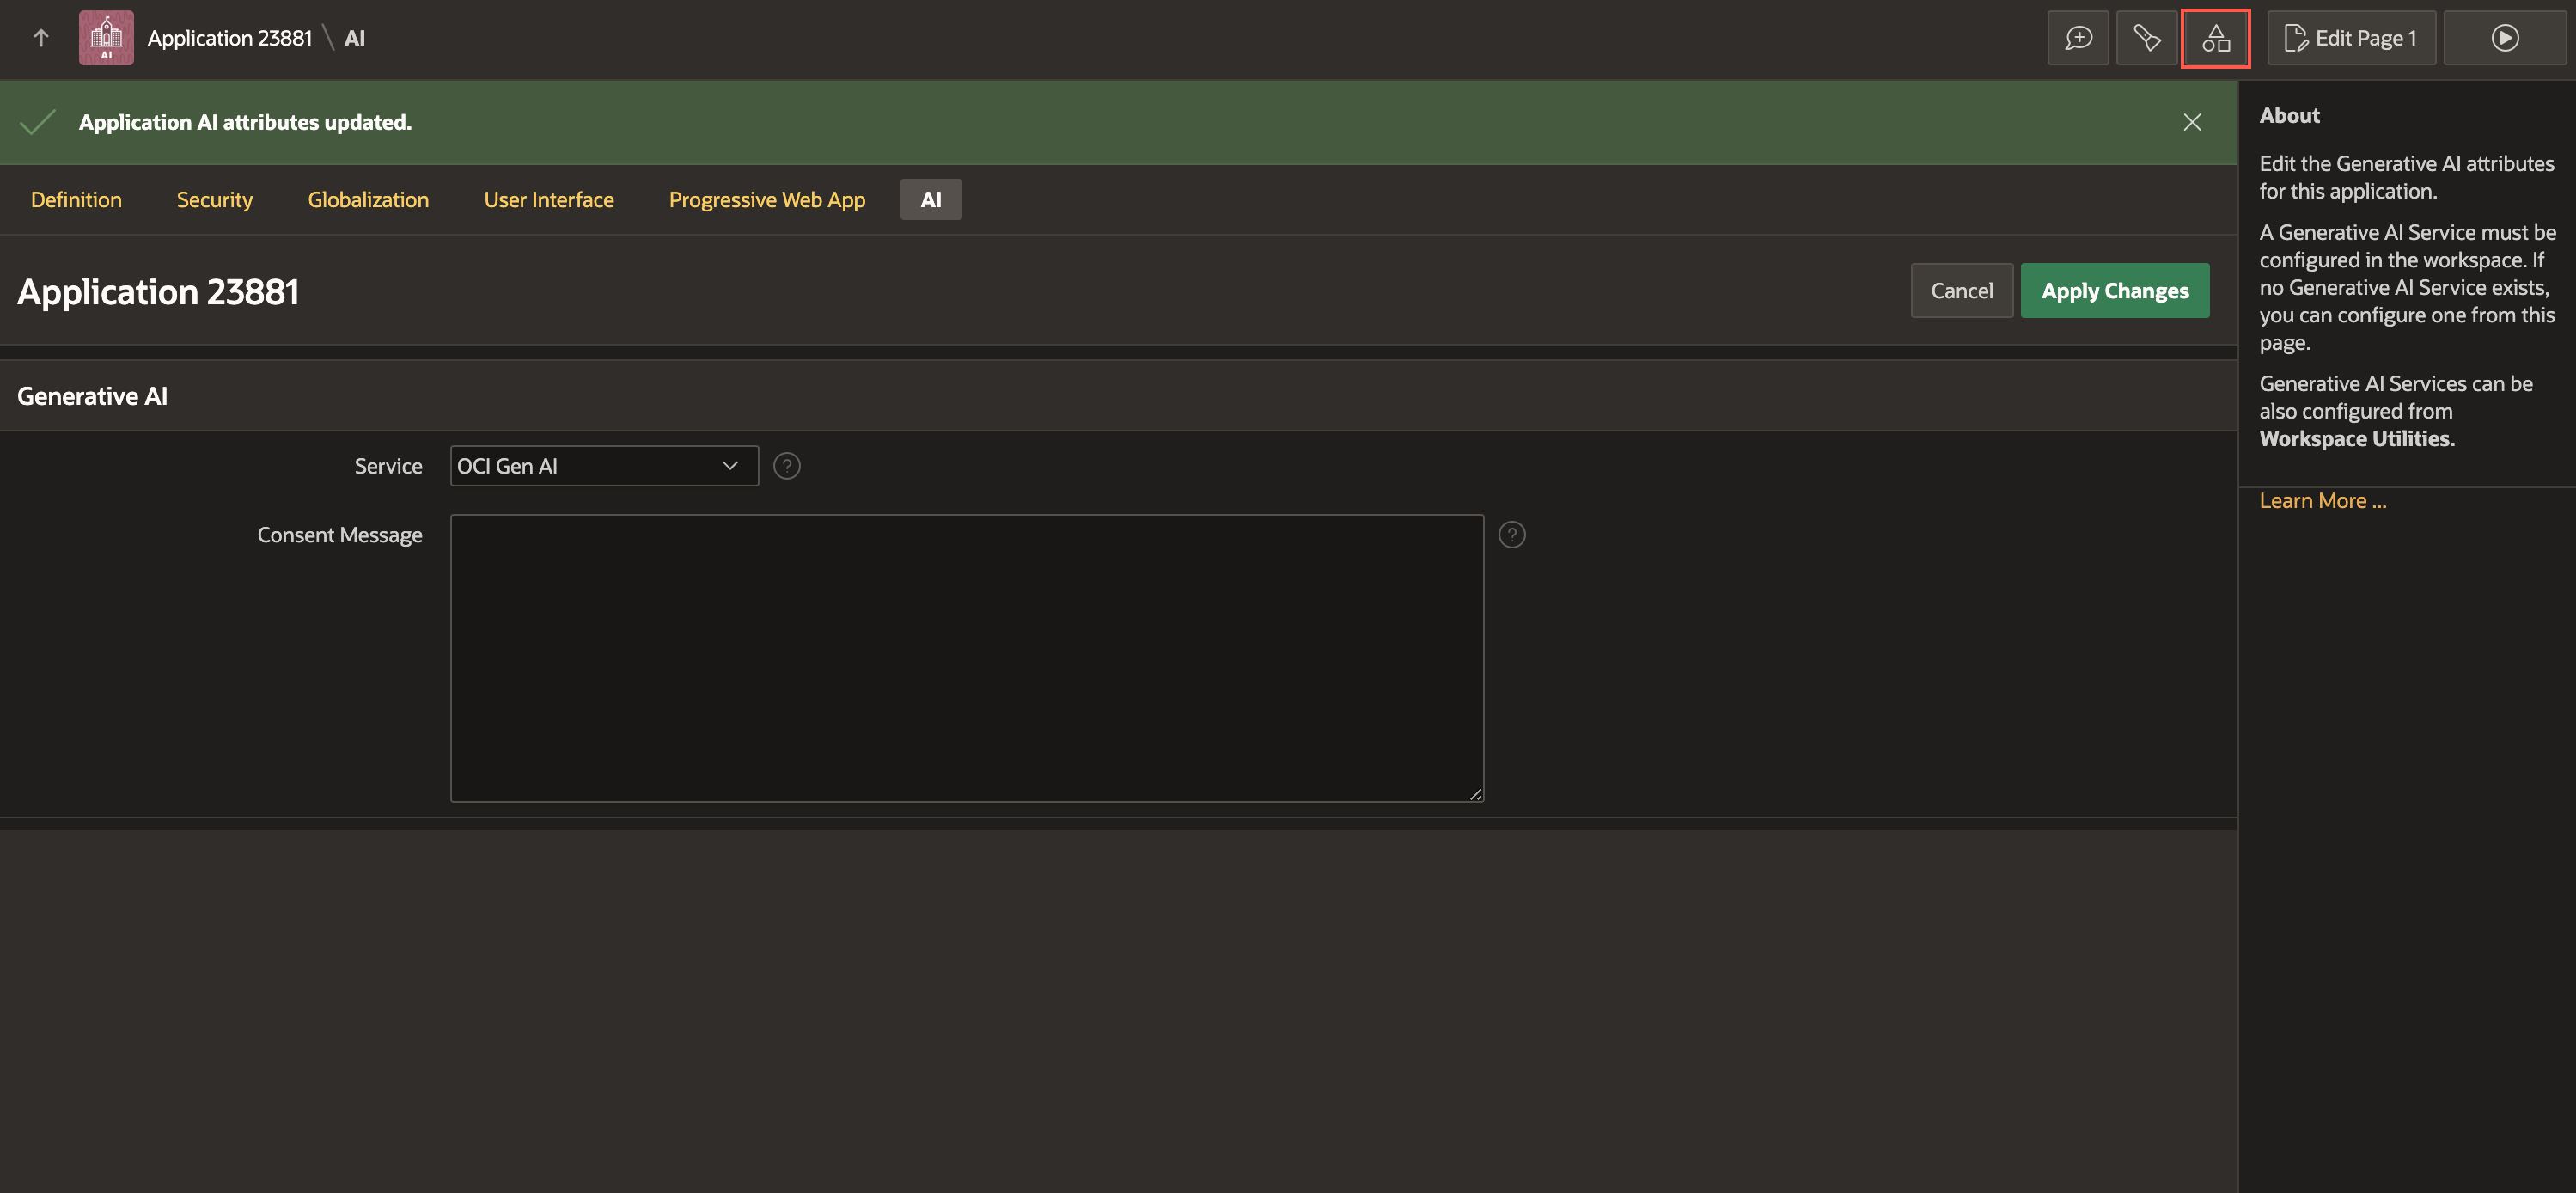 AI
Application 23881 \ AI
Edit Page 1
Application AI attributes updated.
Definition
Security
Globalization
User Interface
Progressive Web App
AI
Application 23881
Cancel
Apply Changes
Generative AI
Service
OCI Gen AI
?
Consent Message
?
About
Edit the Generative AI attributes
for this application.
A Generative AI Service must be
configured in the workspace. If
no Generative AI Service exists,
you can configure one from this
page.
Generative AI Services can be
also configured from
Workspace Utilities.
Learn More ...